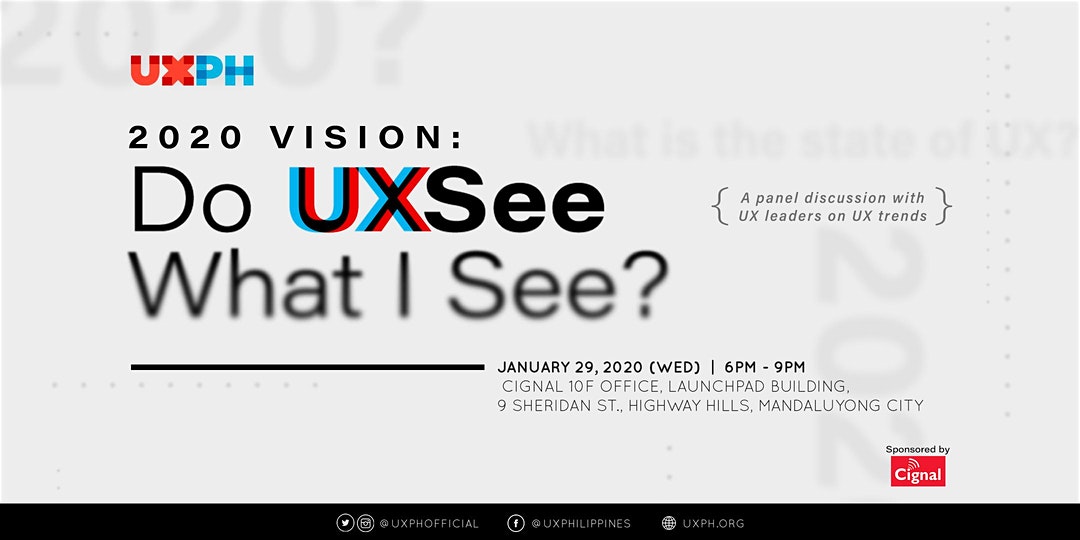 2020?
UXPH
2020 VISION:
What is the state of UX?
Do UXSee
What I See?
{ A panel discussion with
UX leaders on UX trends }
202
JANUARY 29, 2020 (WED) | 6PM - 9PM
CIGNAL 10F OFFICE, LAUNCHPAD BUILDING,
9 SHERIDAN ST., HIGHWAY HILLS, MANDALUYONG CITY
Sponsored by
Cignal
@UXPHOFFICIAL @UXPHILIPPINES UXPH.ORG